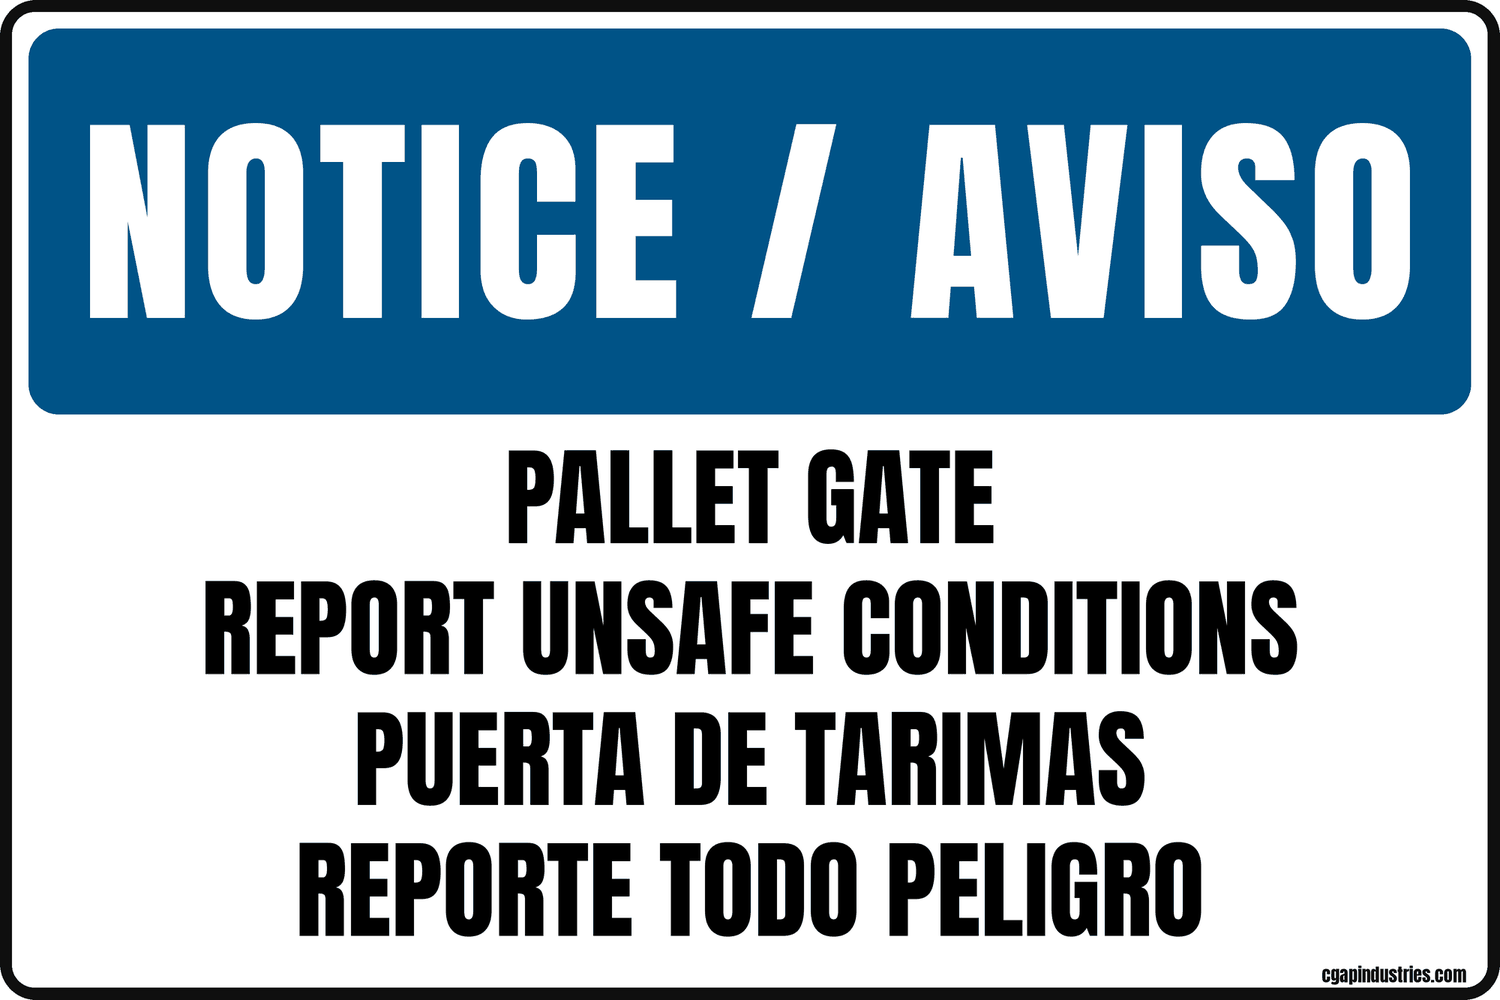 NOTICE / AVISO
PALLET GATE
REPORT UNSAFE CONDITIONS
PUERTA DE TARIMAS
REPORTE TODO PELIGRO
cgapindustries.com